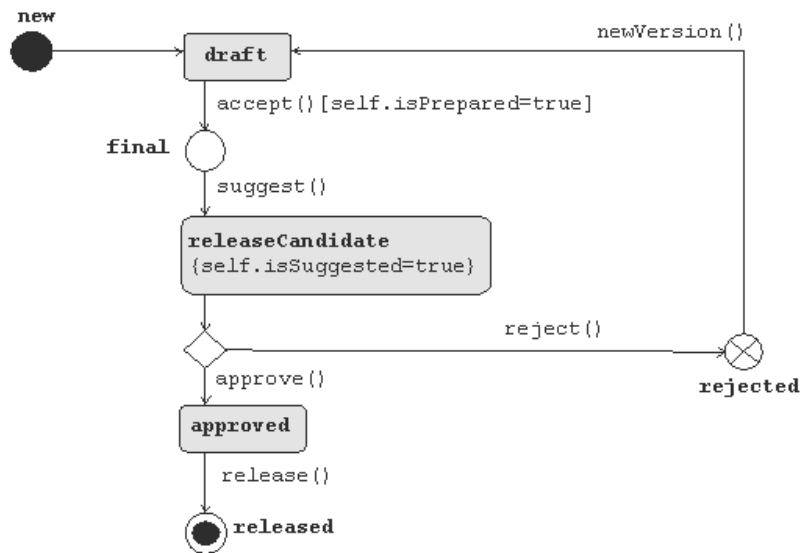 new
newVersion()
draft
accept()[self.isPrepared=true]
final
suggest()
releaseCandidate
{self.isSuggested=true}
reject()
approve()
rejected
approved
release()
released